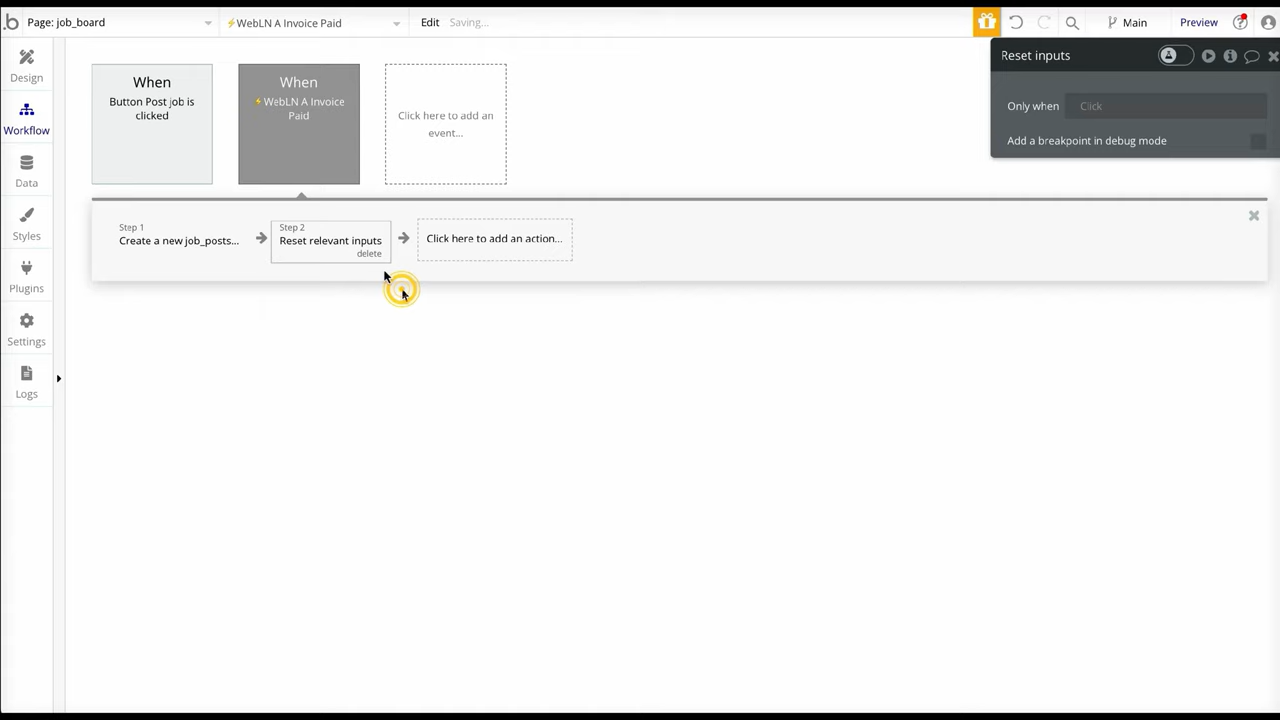 Page: job_board
⚡WebLN A Invoice Paid
Edit
Saving...
Main
Preview
Design
Workflow
Data
Styles
Plugins
Settings
Logs
When
Button Post job is
clicked
When
⚡WebLN A Invoice
Paid
Click here to add an
event...
Step 1
Create a new job_posts...
Step 2
Reset relevant inputs
delete
Click here to add an action...
Reset inputs
Only when
Click
Add a breakpoint in debug mode